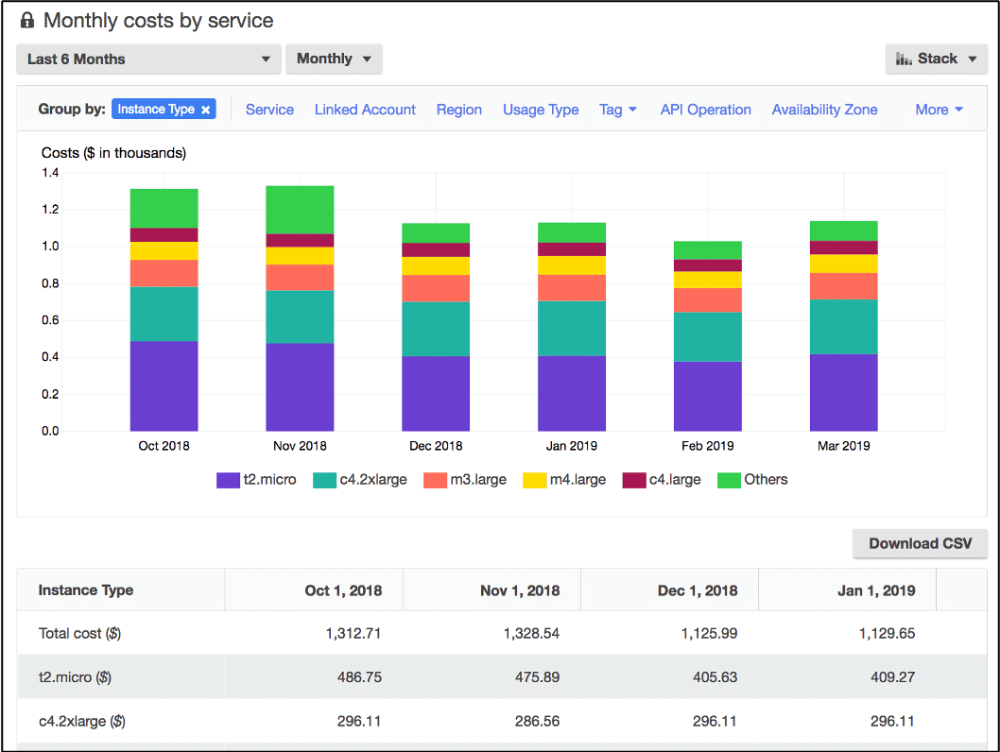 Monthly costs by service
Last 6 Months Monthly Stack
Group by: Instance Type × Service Linked Account Region Usage Type Tag API Operation Availability Zone More
Costs ($ in thousands)
1.4
1.2
1.0
0.8
0.6
0.4
0.2
0.0
Oct 2018 Nov 2018 Dec 2018 Jan 2019 Feb 2019 Mar 2019
t2.micro c4.2xlarge m3.large m4.large c4.large Others
Download CSV
Instance Type Oct 1, 2018 Nov 1, 2018 Dec 1, 2018 Jan 1, 2019
Total cost ($) 1,312.71 1,328.54 1,125.99 1,129.65
t2.micro ($) 486.75 475.89 405.63 409.27
c4.2xlarge ($) 296.11 286.56 296.11 296.11